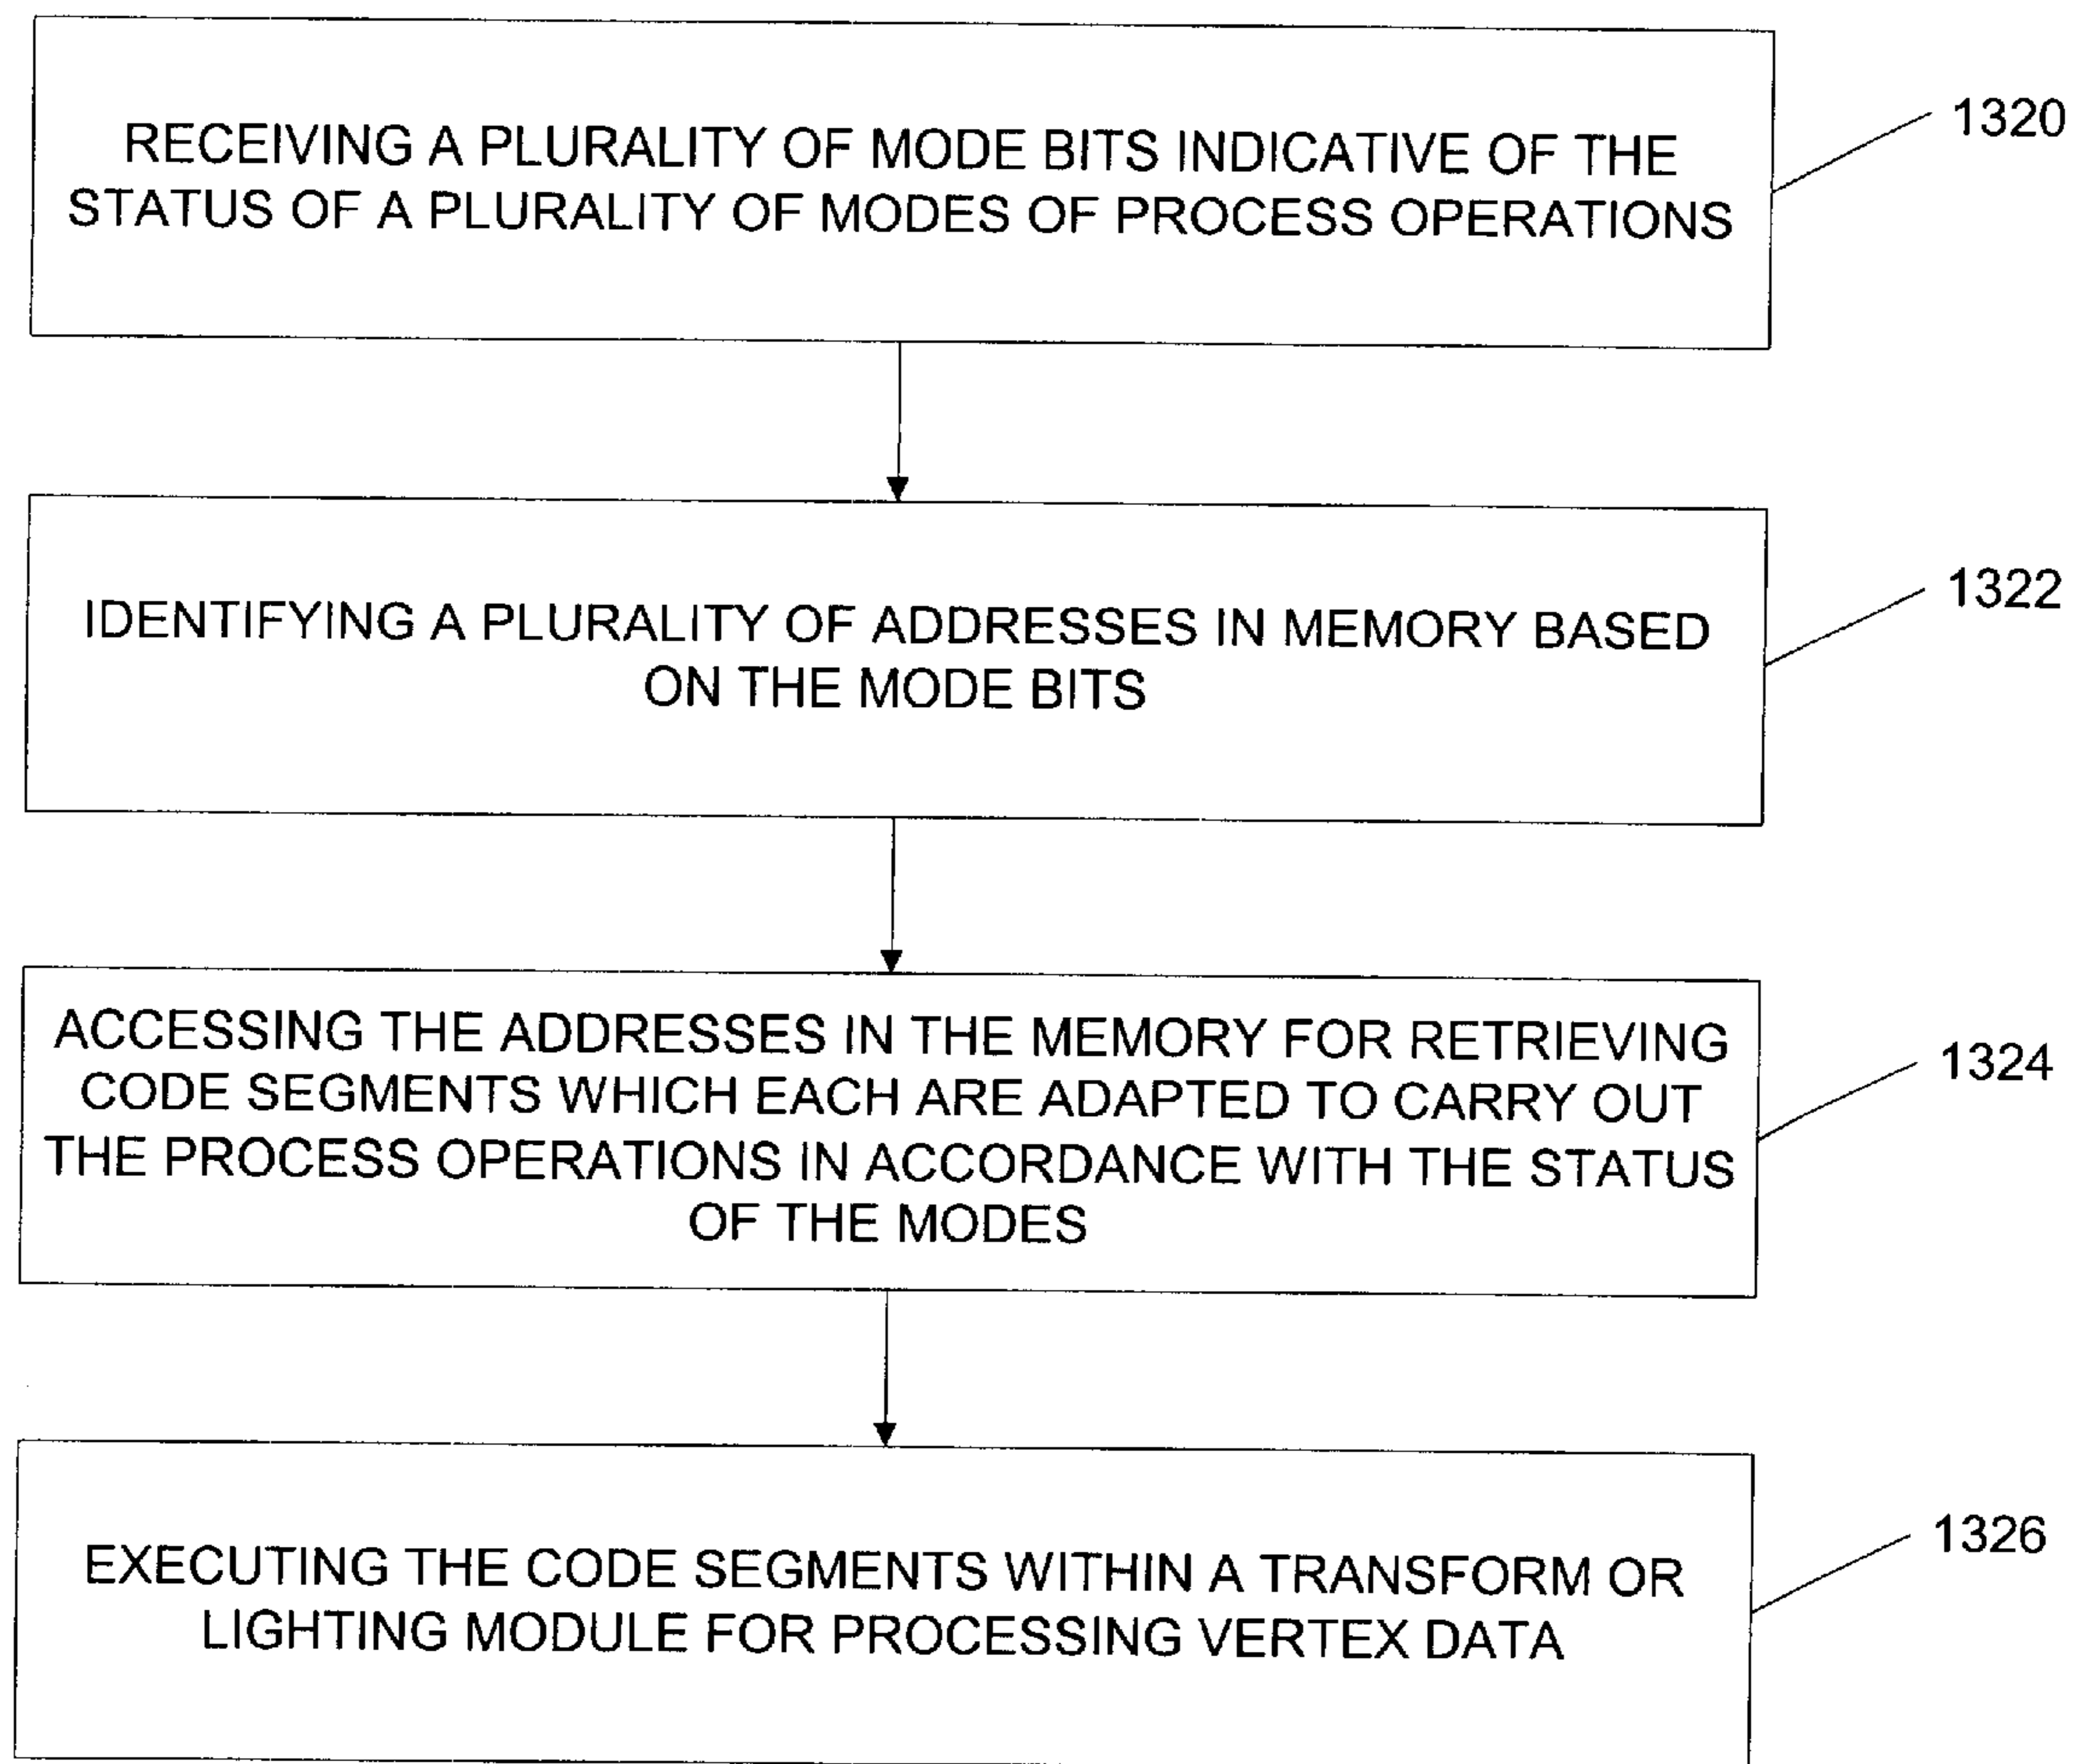 RECEIVING A PLURALITY OF MODE BITS INDICATIVE OF THE
STATUS OF A PLURALITY OF MODES OF PROCESS OPERATIONS
1320
IDENTIFYING A PLURALITY OF ADDRESSES IN MEMORY BASED
ON THE MODE BITS
1322
ACCESSING THE ADDRESSES IN THE MEMORY FOR RETRIEVING
CODE SEGMENTS WHICH EACH ARE ADAPTED TO CARRY OUT
THE PROCESS OPERATIONS IN ACCORDANCE WITH THE STATUS
OF THE MODES
1324
EXECUTING THE CODE SEGMENTS WITHIN A TRANSFORM OR
LIGHTING MODULE FOR PROCESSING VERTEX DATA
1326